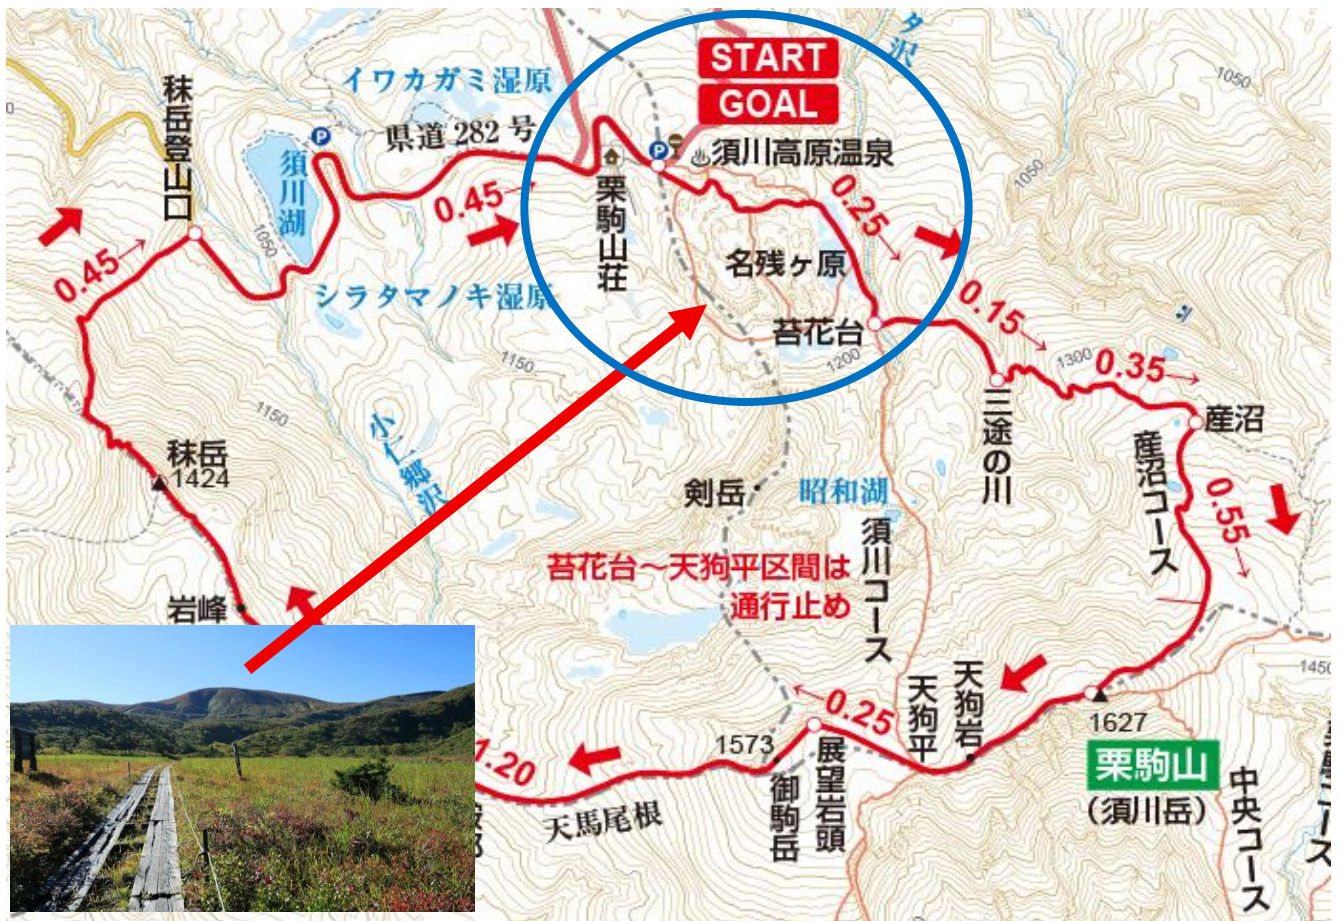 START
GOAL
タ沢
1050
イワカガミ湿原
県道 282 号
秣岳登山口
須川湖
須川高原温泉
栗駒山荘
0.45→
0.45→
0.25→
1050
1050
シラタマノキ湿原
名残ヶ原
苔花台
0.15→
1200
1300
0.35→
1150
1150
産沼
三途の川
産沼コース
0.55→
小仁郷沢
秣岳
1424
剣岳
昭和湖
須川コース
苔花台～天狗平区間は
通行止め
岩峰
天狗岩
天狗平
←0.25
1450
1627
栗駒山
(須川岳)
1573
展望岩頭
御駒岳
1.20
天馬尾根
中央コース
コース